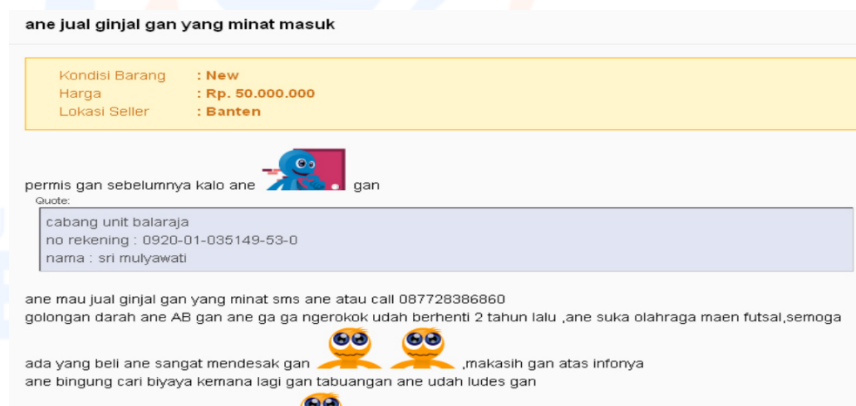 ane jual ginjal gan yang minat masuk
Kondisi Barang : New
Harga : Rp. 50.000.000
Lokasi Seller : Banten
permis gan sebelumnya kalo ane gan
Quote:
cabang unit balaraja
no rekening : 0920-01-035149-53-0
nama : sri mulyawati
ane mau jual ginjal gan yang minat sms ane atau call 087728386860
golongan darah ane AB gan ane ga ga ngerokok udah berhenti 2 tahun lalu ,ane suka olahraga maen futsal,semoga
ada yang beli ane sangat mendesak gan ,makasih gan atas infonya
ane bingung cari biyaya kemana lagi gan tabuangan ane udah ludes gan